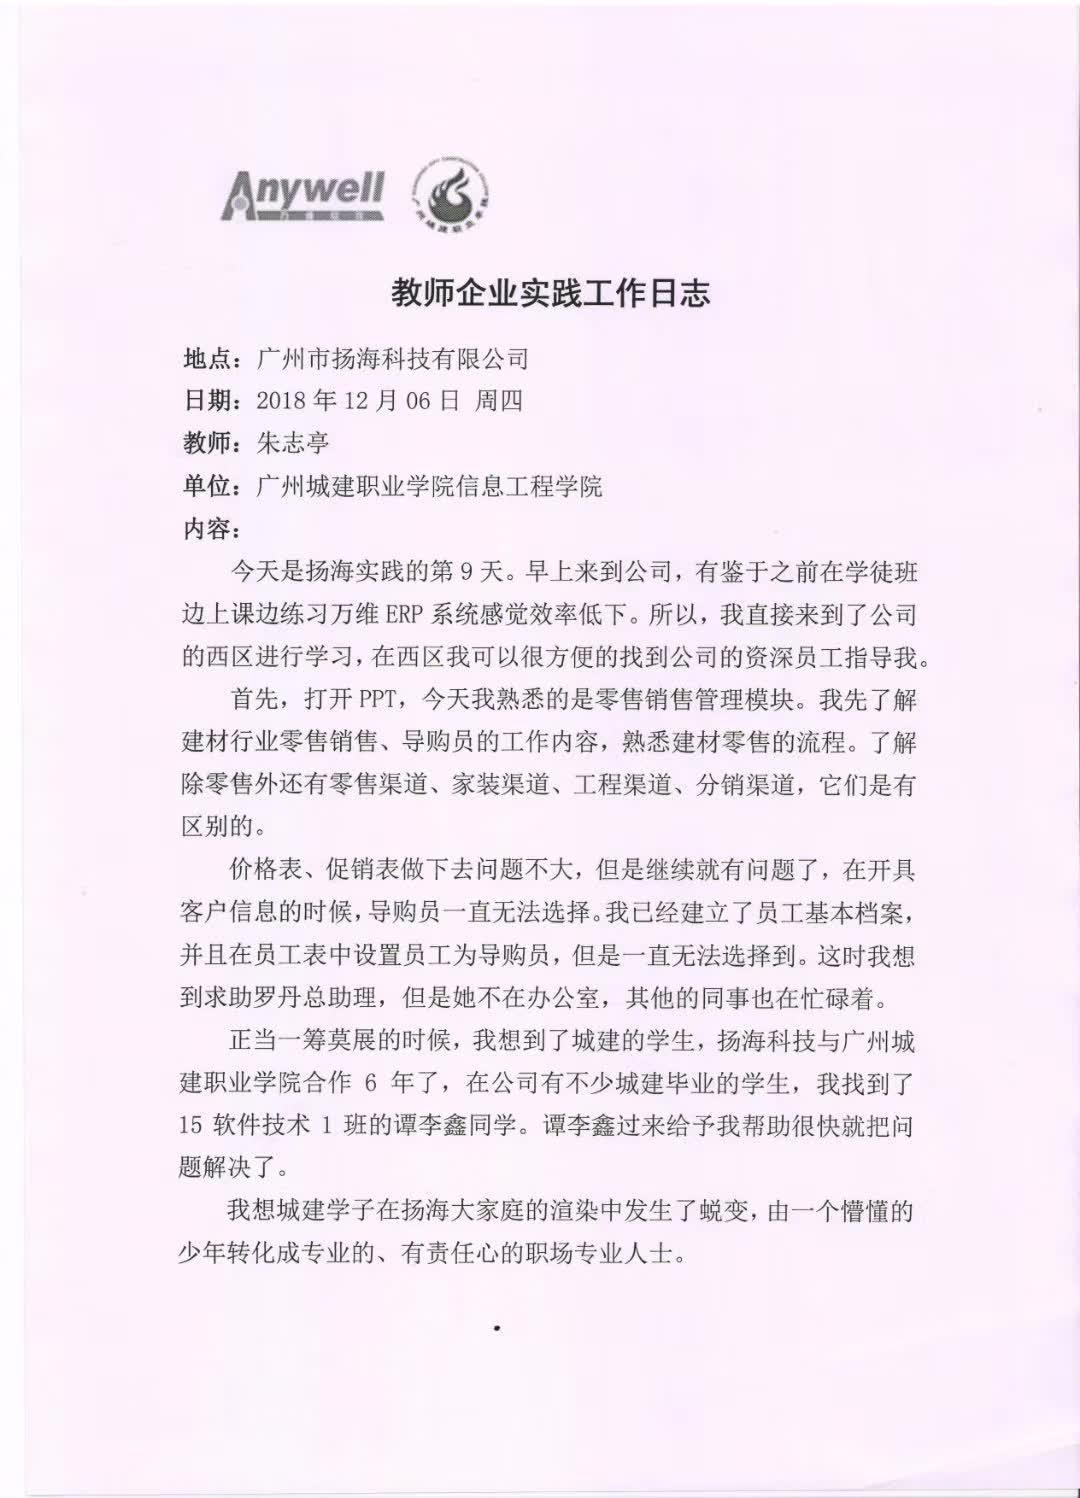 Anywell
教师企业实践工作日志
地点：广州市扬海科技有限公司
日期：2018 年 12 月 06 日 周四
教师：朱志亭
单位：广州城建职业学院信息工程学院
内容：
今天是扬海实践的第 9 天。早上来到公司，有鉴于之前在学徒班
边上课边练习万维 ERP 系统感觉效率低下。所以，我直接来到了公司
的西区进行学习，在西区我可以很方便的找到公司的资深员工指导我。
首先，打开 PPT，今天我熟悉的是零售销售管理模块。我先了解
建材行业零售销售、导购员的工作内容，熟悉建材零售的流程。了解
除零售外还有零售渠道、家装渠道、工程渠道、分销渠道，它们是有
区别的。
价格表、促销表做下去问题不大，但是继续就有问题了，在开具
客户信息的时候，导购员一直无法选择。我已经建立了员工基本档案，
并且在员工表中设置员工为导购员，但是一直无法选择到。这时我想
到求助罗丹总助理，但是她不在办公室，其他的同事也在忙碌着。
正当一筹莫展的时候，我想到了城建的学生，扬海科技与广州城
建职业学院合作 6 年了，在公司有不少城建毕业的学生，我找到了
15 软件技术 1 班的谭李鑫同学。谭李鑫过来给予我帮助很快就把问
题解决了。
我想城建学子在扬海大家庭的渲染中发生了蜕变，由一个懵懂的
少年转化成专业的、有责任心的职场专业人士。